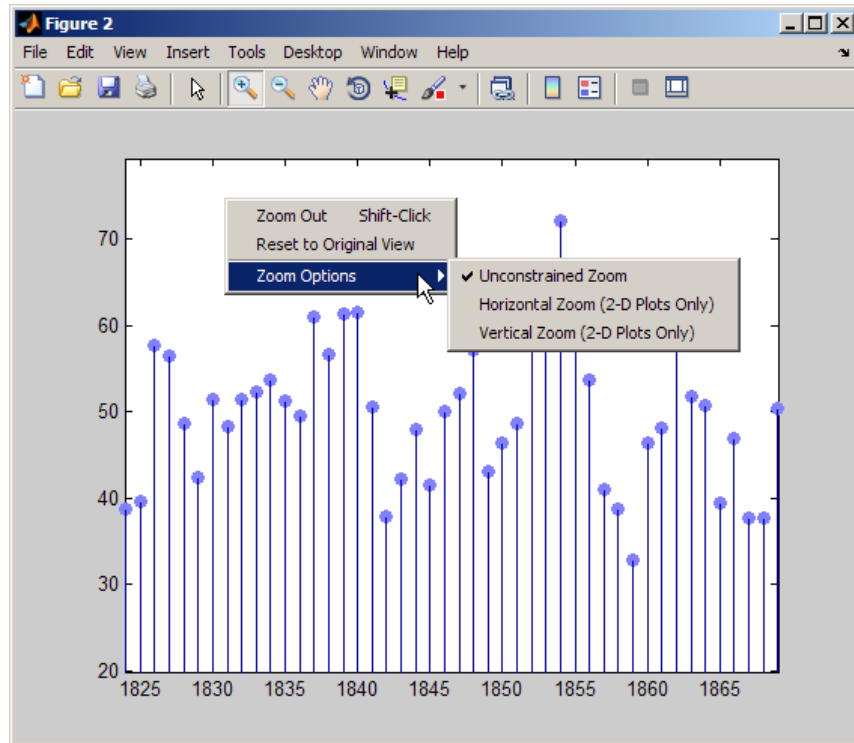 Figure 2
File Edit View Insert Tools Desktop Window Help
70
60
50
40
30
20
Zoom Out Shift-Click
Reset to Original View
Zoom Options
Unconstrained Zoom
Horizontal Zoom (2-D Plots Only)
Vertical Zoom (2-D Plots Only)
1825 1830 1835 1840 1845 1850 1855 1860 1865